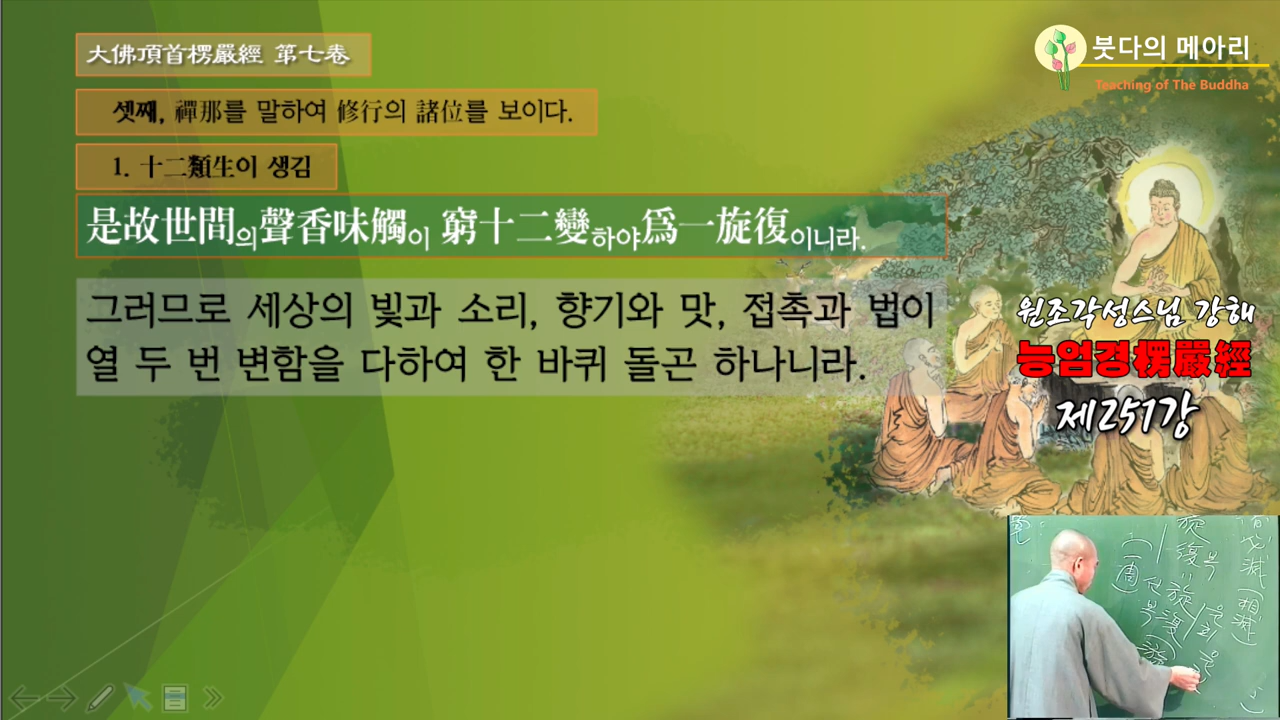 大佛頂首楞嚴經 第七卷
셋째, 禪那를 말하여 修行의 諸位를 보이다.
1. 十二類生이 생김
是故世間의聲香味觸이 窮十二變하야爲一旋復이니라.
그러므로 세상의 빛과 소리, 향기와 맛, 접촉과 법이
열 두 번 변함을 다하여 한 바퀴 돌곤 하나니라.
붓다의 메아리
Teaching of The Buddha
원조각성스님 강해
능엄경楞嚴經
제251강
旋
復